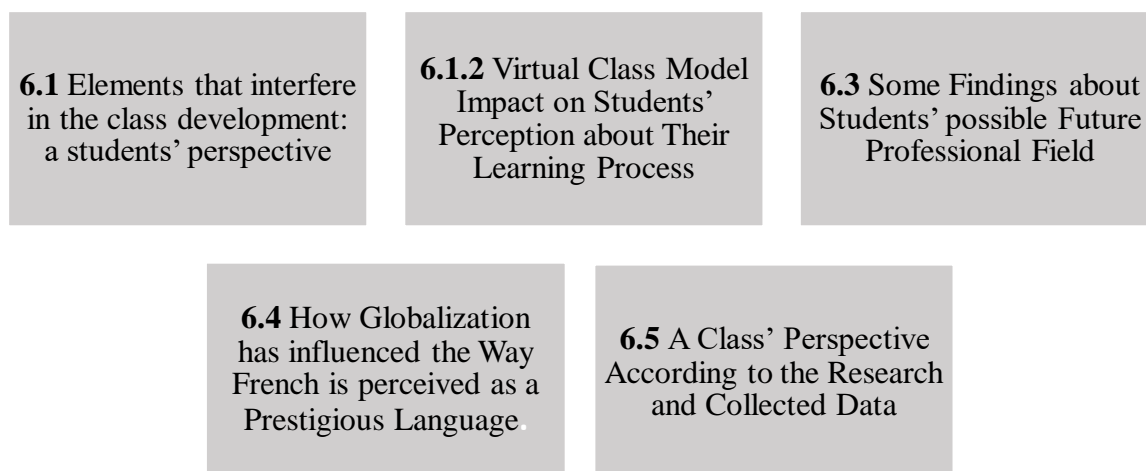 6.1 Elements that interfere
in the class development:
a students’ perspective
6.1.2 Virtual Class Model
Impact on Students’
Perception about Their
Learning Process
6.3 Some Findings about
Students’ possible Future
Professional Field
6.4 How Globalization
has influenced the Way
French is perceived as a
Prestigious Language.
6.5 A Class’ Perspective
According to the Research
and Collected Data